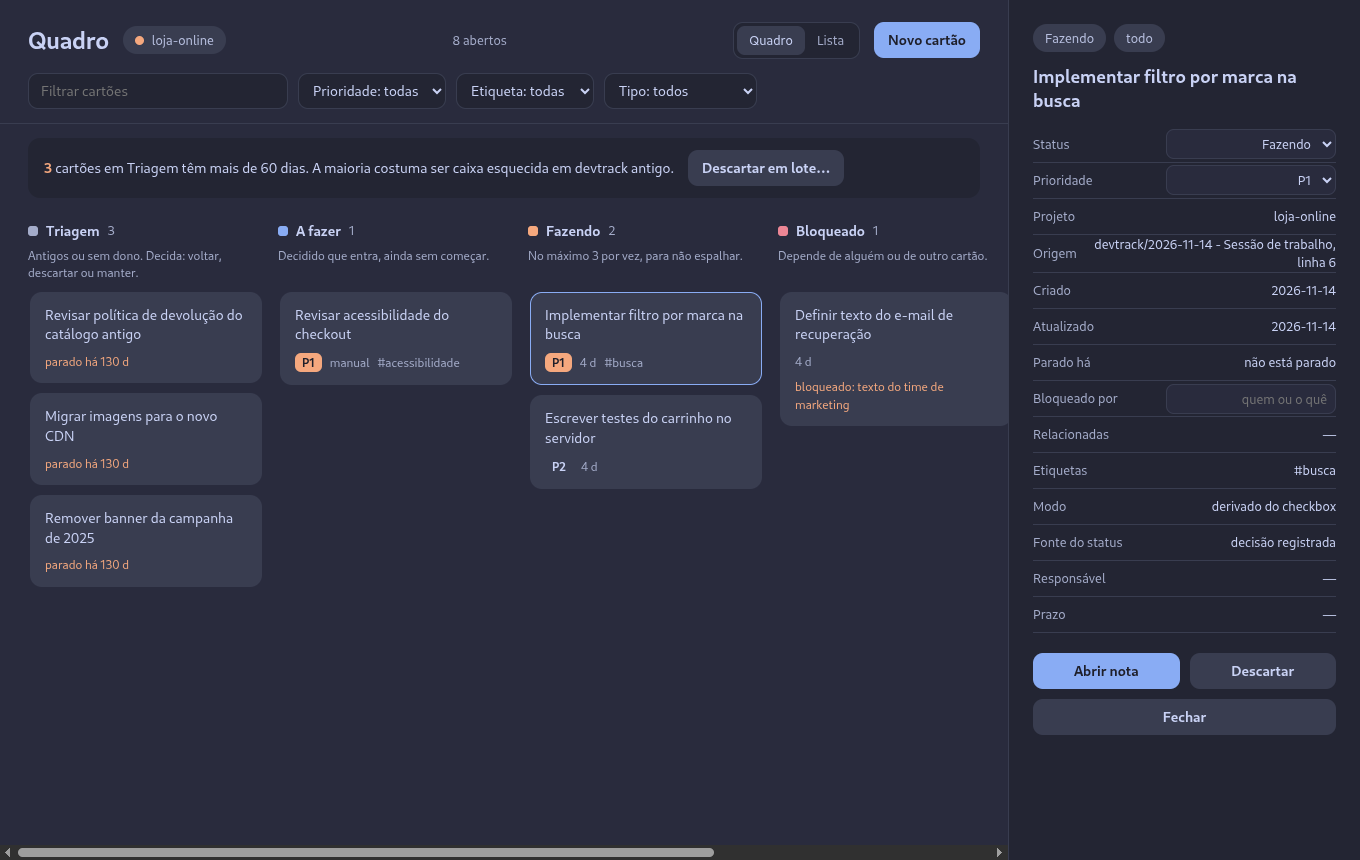 Quadro
loja-online
8 abertos
Quadro
Lista
Novo cartão
Filtrar cartões
Prioridade: todas
Etiqueta: todas
Tipo: todos
3 cartões em Triagem têm mais de 60 dias. A maioria costuma ser caixa esquecida em devtrack antigo.
Descartar em lote...
Triagem 3
Antigos ou sem dono. Decida: voltar,
descartar ou manter.
Revisar política de devolução do
catálogo antigo
parado há 130 d
Migrar imagens para o novo
CDN
parado há 130 d
Remover banner da campanha
de 2025
parado há 130 d
A fazer 1
Decidido que entra, ainda sem começar.
Revisar acessibilidade do
checkout
P1 manual #acessibilidade
Fazendo 2
No máximo 3 por vez, para não espalhar.
Implementar filtro por marca na
busca
P1 4 d #busca
Escrever testes do carrinho no
servidor
P2 4 d
Bloqueado 1
Depende de alguém ou de outro cartão.
Definir texto do e-mail de
recuperação
4 d
bloqueado: texto do time de
marketing
Fazendo
todo
Implementar filtro por marca na
busca
Status Fazendo
Prioridade P1
Projeto loja-online
Origem devtrack/2026-11-14 - Sessão de trabalho,
linha 6
Criado 2026-11-14
Atualizado 2026-11-14
Parado há não está parado
Bloqueado por quem ou o quê
Relacionadas —
Etiquetas #busca
Modo derivado do checkbox
Fonte do status decisão registrada
Responsável —
Prazo —
Abrir nota
Descartar
Fechar